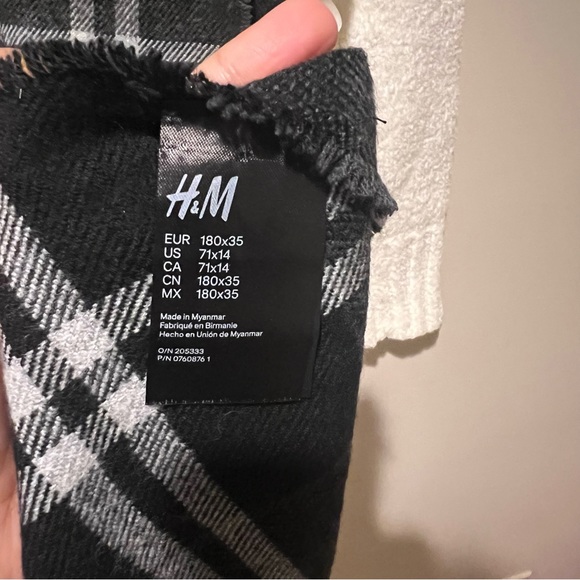 H&M
EUR 180x35
US 71x14
CA 71x14
CN 180x35
MX 180x35
Made in Myanmar
Fabriqué en Birmanie
Hecho en Unión de Myanmar
O/N 205333
P/N 0760876 1